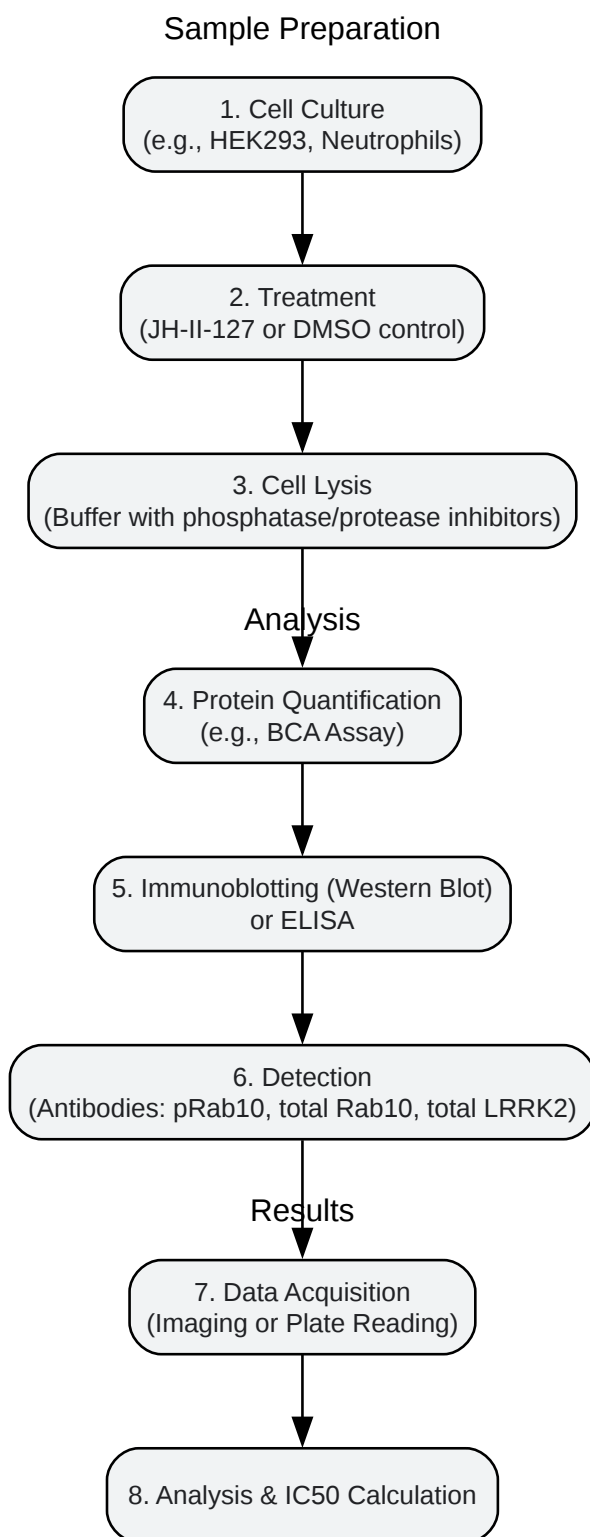 Sample Preparation
1. Cell Culture
(e.g., HEK293, Neutrophils)
2. Treatment
(JH-II-127 or DMSO control)
3. Cell Lysis
(Buffer with phosphatase/protease inhibitors)
Analysis
4. Protein Quantification
(e.g., BCA Assay)
5. Immunoblotting (Western Blot)
or ELISA
6. Detection
(Antibodies: pRab10, total Rab10, total LRRK2)
Results
7. Data Acquisition
(Imaging or Plate Reading)
8. Analysis & IC50 Calculation